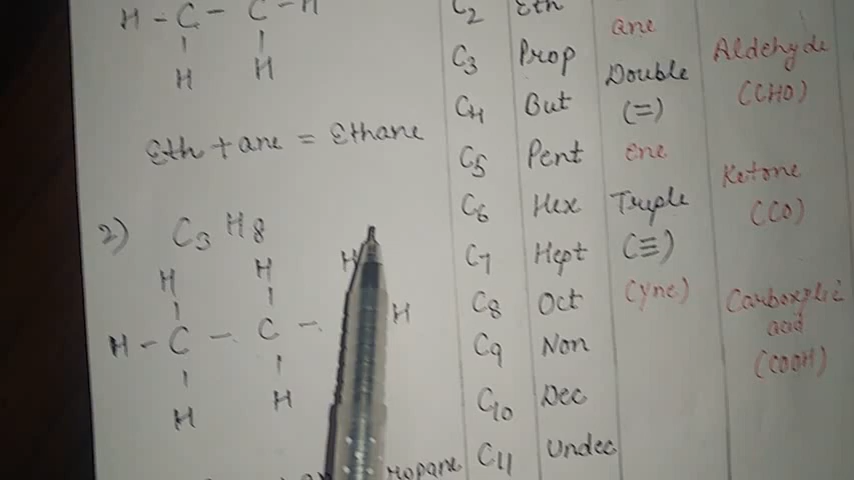 H - C - C - H
H H
Eth + ane = Ethane
2) C3 H8
H H H
H - C - C - H
H H
ropane
C2 Eth ane
C3 Prop Double Aldehyde
C4 But (=) (CHO)
C5 Pent ene Ketone
C6 Hex Triple (CO)
C7 Hept (≡)
C8 Oct (yne) Carboxylic
C9 Non acid
C10 Dec (COOH)
C11 Undec